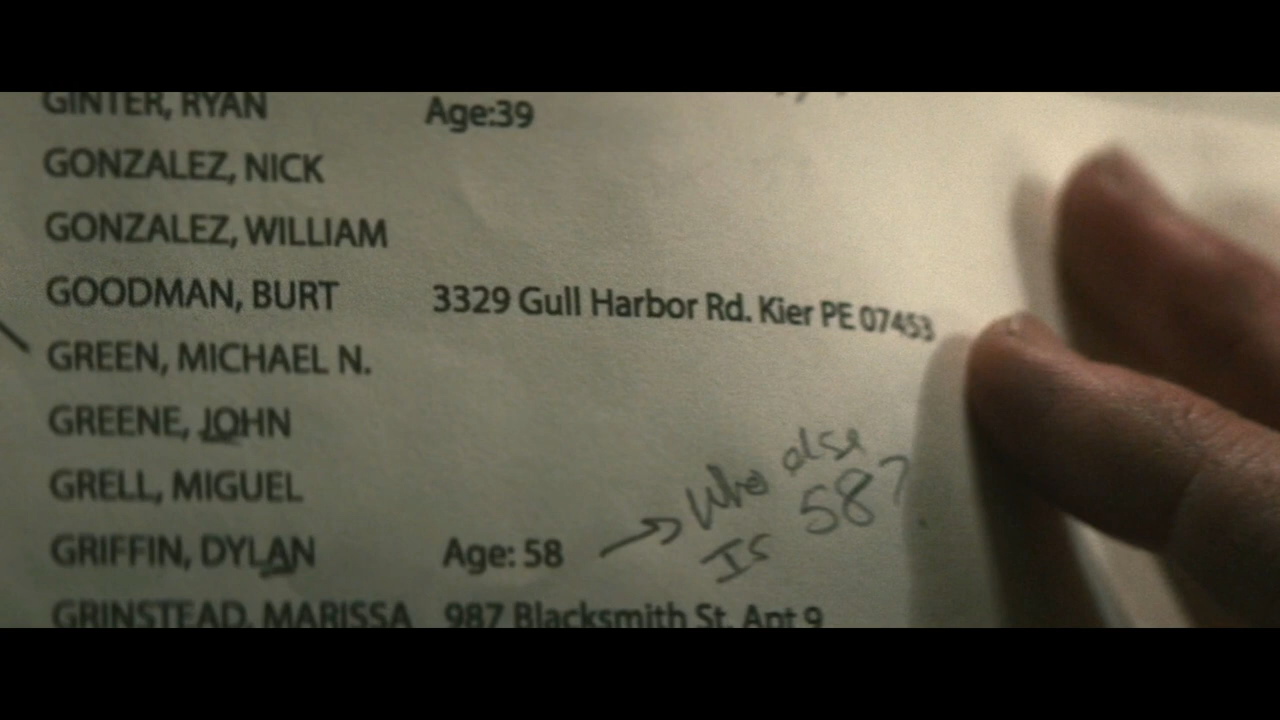 GINTER, RYAN Age:39
GONZALEZ, NICK
GONZALEZ, WILLIAM
GOODMAN, BURT 3329 Gull Harbor Rd. Kier PE 07453
GREEN, MICHAEL N.
GREENE, JOHN
GRELL, MIGUEL
GRIFFIN, DYLAN Age: 58 → Who else
Is 58?
GRINSTEAD, MARISSA 987 Blacksmith St. Apt 9